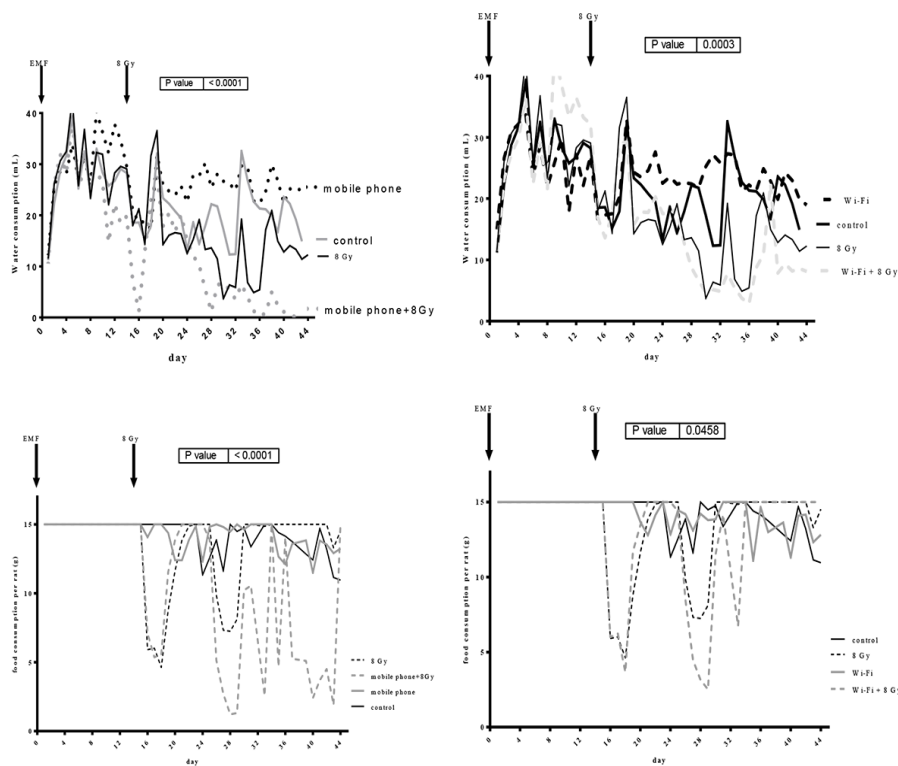 EMF
8 Gy
P value < 0.0001
Water consumption (mL)
40
30
20
10
0
0 4 8 12 16 20 24 28 32 36 40 44
day
mobile phone
control
8 Gy
mobile phone+8Gy
EMF
8 Gy
P value 0.0003
Water consumption (mL)
40
30
20
10
0
0 4 8 12 16 20 24 28 32 36 40 44
day
Wi-Fi
control
8 Gy
Wi-Fi + 8 Gy
EMF
8 Gy
P value < 0.0001
food consumption per rat (g)
15
10
5
0
0 4 8 12 16 20 24 28 32 36 40 44
day
8 Gy
mobile phone+8Gy
mobile phone
control
EMF
8 Gy
P value 0.0458
food consumption per rat (g)
15
10
5
0
0 4 8 12 16 20 24 28 32 36 40 44
day
control
8 Gy
Wi-Fi
Wi-Fi + 8 Gy